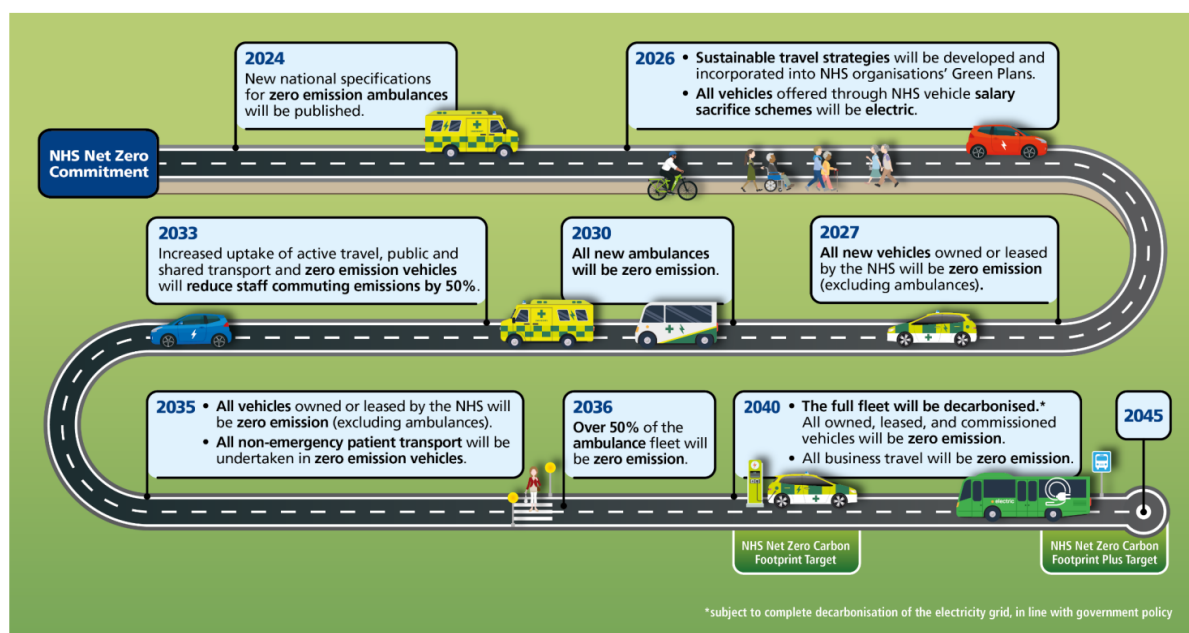 NHS Net Zero
Commitment
2024
New national specifications
for zero emission ambulances
will be published.
2026 • Sustainable travel strategies will be developed and
incorporated into NHS organisations’ Green Plans.
• All vehicles offered through NHS vehicle salary
sacrifice schemes will be electric.
2027
All new vehicles owned or leased
by the NHS will be zero emission
(excluding ambulances).
2030
All new ambulances
will be zero emission.
2033
Increased uptake of active travel, public and
shared transport and zero emission vehicles
will reduce staff commuting emissions by 50%.
2035 • All vehicles owned or leased by the NHS will
be zero emission (excluding ambulances).
• All non-emergency patient transport will be
undertaken in zero emission vehicles.
2036
Over 50% of the
ambulance fleet will
be zero emission.
2040 • The full fleet will be decarbonised.*
All owned, leased, and commissioned
vehicles will be zero emission.
• All business travel will be zero emission.
2045
electric
NHS Net Zero Carbon
Footprint Target
NHS Net Zero Carbon
Footprint Plus Target
*subject to complete decarbonisation of the electricity grid, in line with government policy